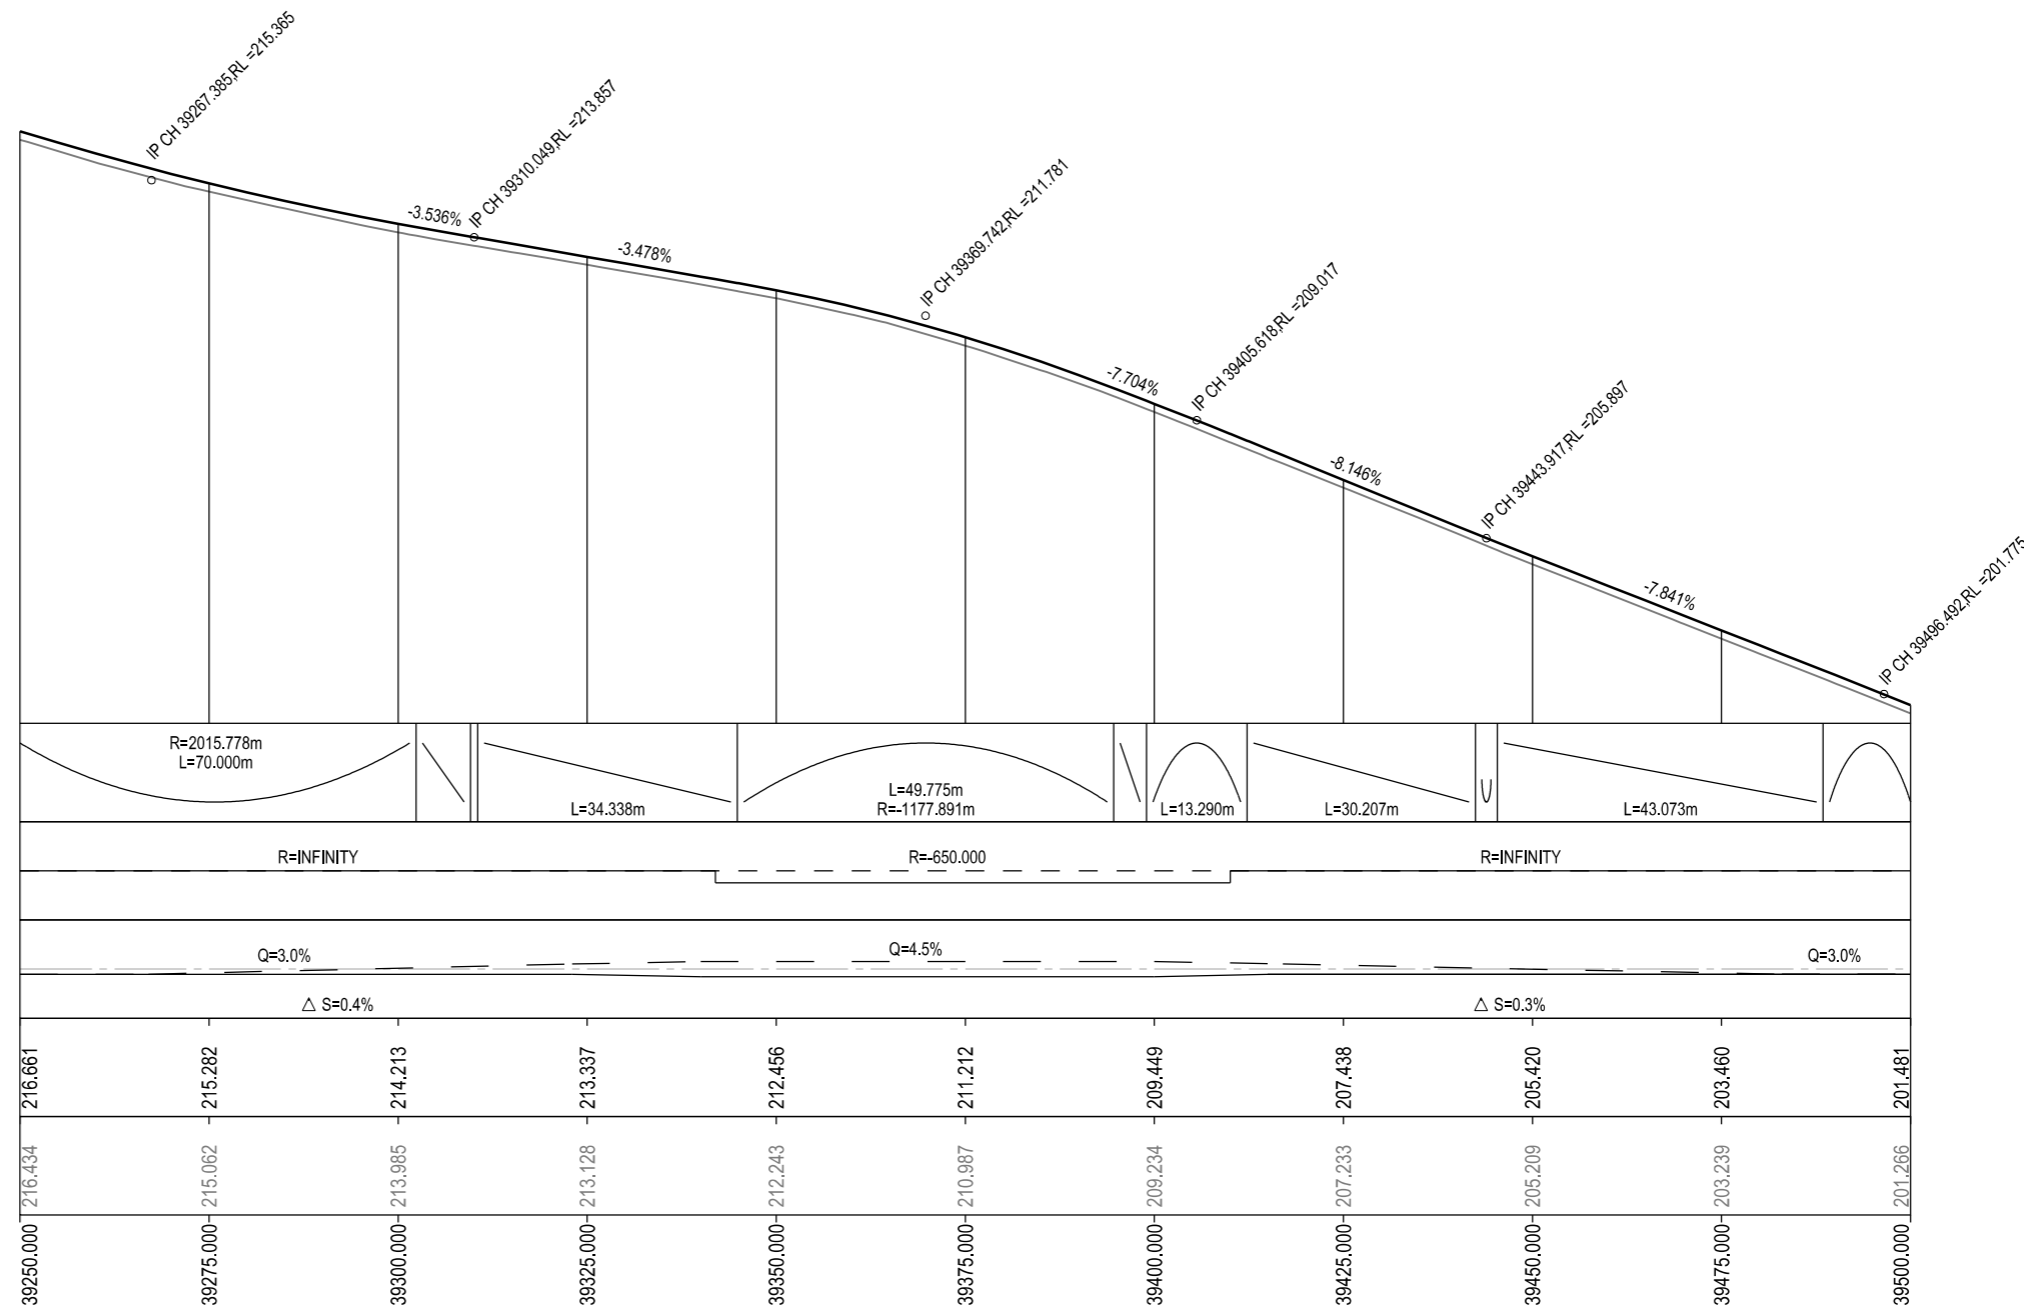 IP CH 39267.385,RL =215.365
IP CH 39310.049,RL =213.857
IP CH 39369.742,RL =211.781
IP CH 39405.618,RL =209.017
IP CH 39443.917,RL =205.897
IP CH 39496.492,RL =201.775
-3.536%
-3.478%
-7.704%
-8.146%
-7.841%
R=2015.778m
L=70.000m
L=34.338m
L=49.775m
R=-1177.891m
L=13.290m
L=30.207m
L=43.073m
R=INFINITY
R=-650.000
R=INFINITY
Q=3.0%
Q=4.5%
Q=3.0%
△ S=0.4%
△ S=0.3%
216.661
215.282
214.213
213.337
212.456
211.212
209.449
207.438
205.420
203.460
201.481
216.434
215.062
213.985
213.128
212.243
210.987
209.234
207.233
205.209
203.239
201.266
39250.000
39275.000
39300.000
39325.000
39350.000
39375.000
39400.000
39425.000
39450.000
39475.000
39500.000